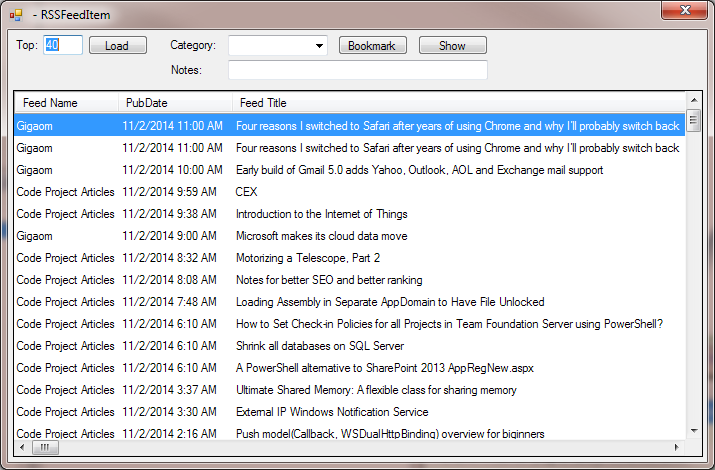 - RSSFeedItem
Top: 40 Load Category: Bookmark Show
Notes:
Feed Name PubDate Feed Title
Gigaom 11/2/2014 11:00 AM Four reasons I switched to Safari after years of using Chrome and why I'll probably switch back
Gigaom 11/2/2014 11:00 AM Four reasons I switched to Safari after years of using Chrome and why I'll probably switch back
Gigaom 11/2/2014 10:00 AM Early build of Gmail 5.0 adds Yahoo, Outlook, AOL and Exchange mail support
Code Project Articles 11/2/2014 9:59 AM CEX
Code Project Articles 11/2/2014 9:38 AM Introduction to the Internet of Things
Gigaom 11/2/2014 9:00 AM Microsoft makes its cloud data move
Code Project Articles 11/2/2014 8:32 AM Motorizing a Telescope, Part 2
Code Project Articles 11/2/2014 8:08 AM Notes for better SEO and better ranking
Code Project Articles 11/2/2014 7:48 AM Loading Assembly in Separate AppDomain to Have File Unlocked
Code Project Articles 11/2/2014 6:10 AM How to Set Check-in Policies for all Projects in Team Foundation Server using PowerShell?
Code Project Articles 11/2/2014 6:10 AM Shrink all databases on SQL Server
Code Project Articles 11/2/2014 6:10 AM A PowerShell alternative to SharePoint 2013 AppRegNew.aspx
Code Project Articles 11/2/2014 3:37 AM Ultimate Shared Memory: A flexible class for sharing memory
Code Project Articles 11/2/2014 3:30 AM External IP Windows Notification Service
Code Project Articles 11/2/2014 2:16 AM Push model(Callback, WSDualHttpBinding) overview for biginners